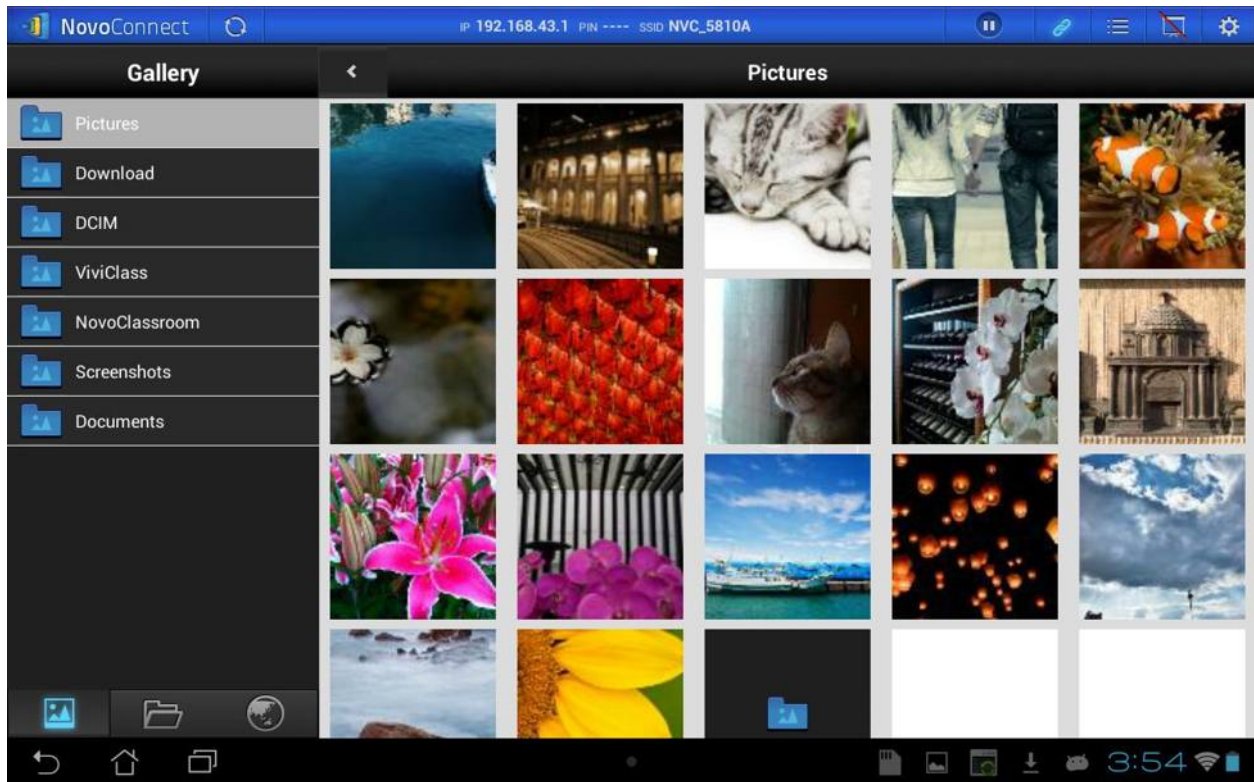 NovoConnect
IP 192.168.43.1 PIN ---- SSID NVC_5810A
Gallery
Pictures
Pictures
Download
DCIM
ViviClass
NovoClassroom
Screenshots
Documents
3:54